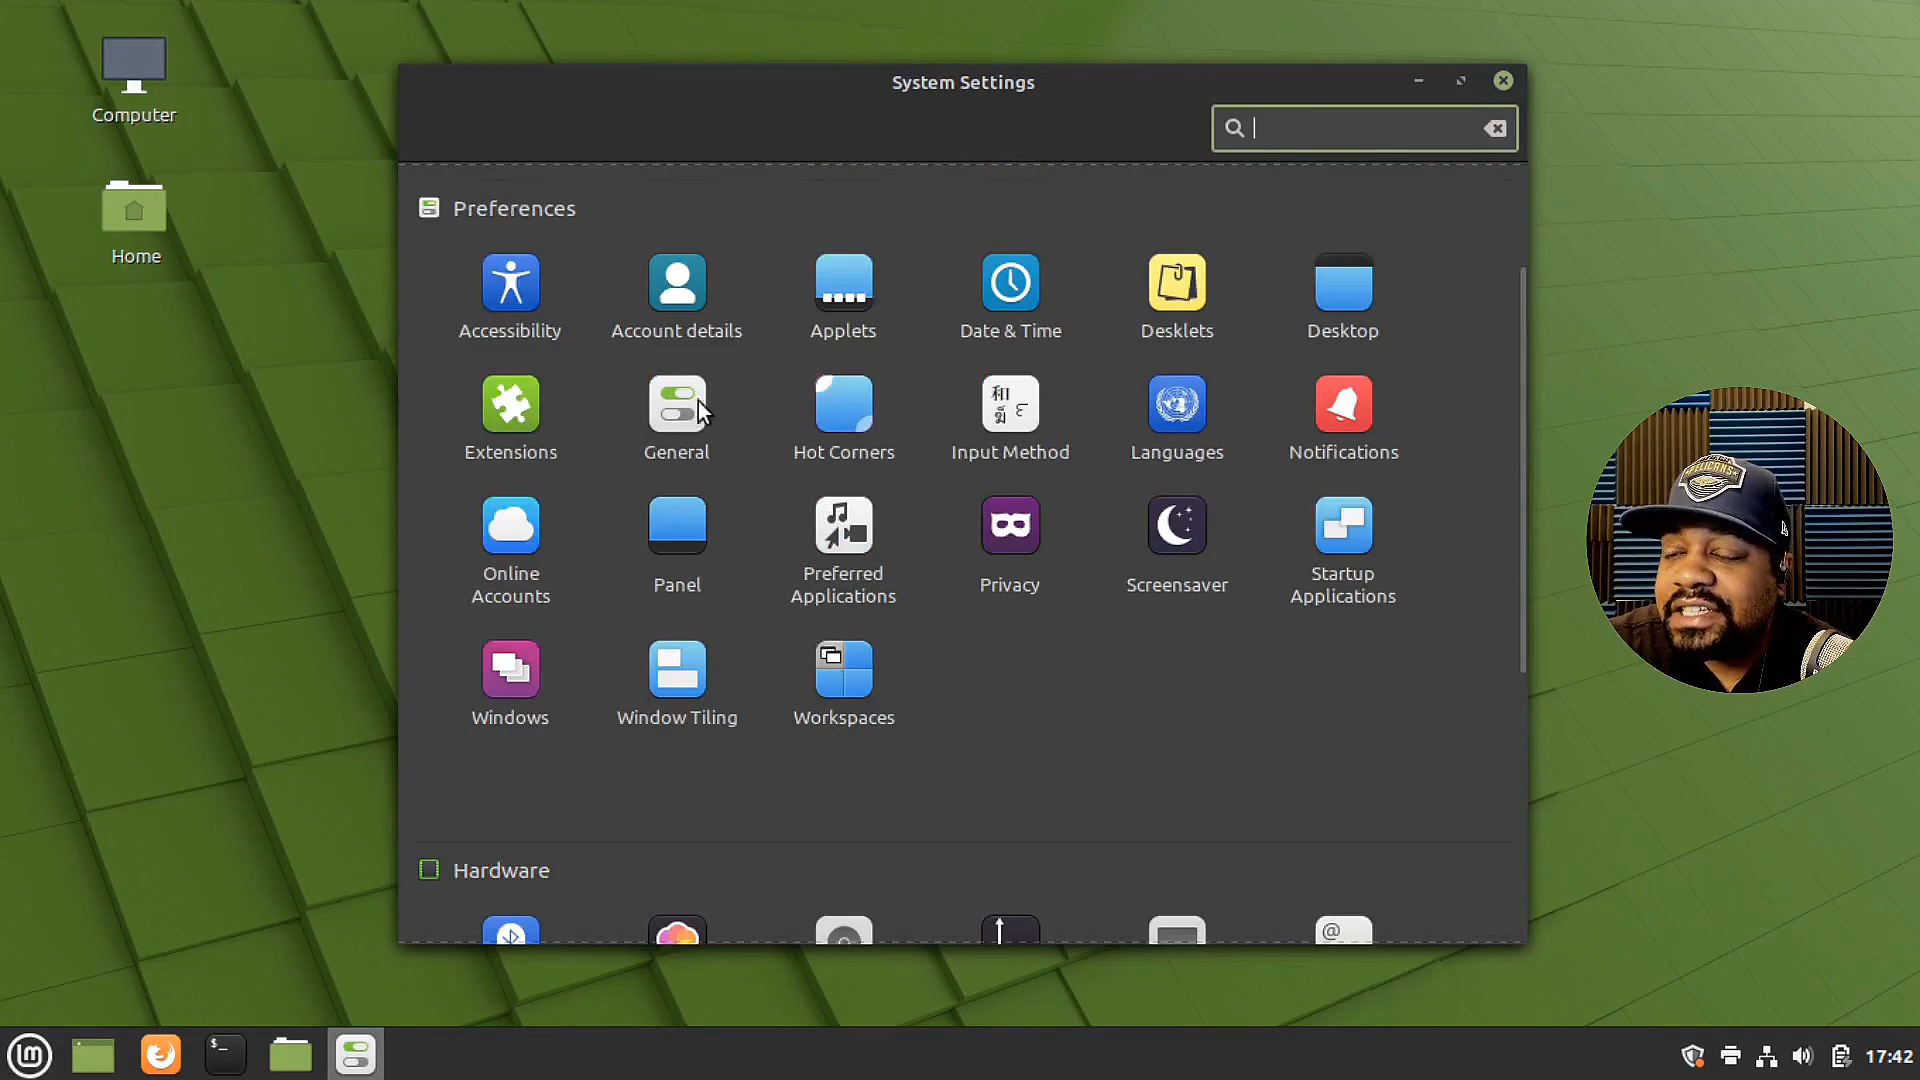 Computer
Home
System Settings
Preferences
Accessibility
Account details
Applets
Date & Time
Desklets
Desktop
Extensions
General
Hot Corners
Input Method
Languages
Notifications
Online
Accounts
Panel
Preferred
Applications
Privacy
Screensaver
Startup
Applications
Windows
Window Tiling
Workspaces
Hardware
@
$_
17:42
PELICANS